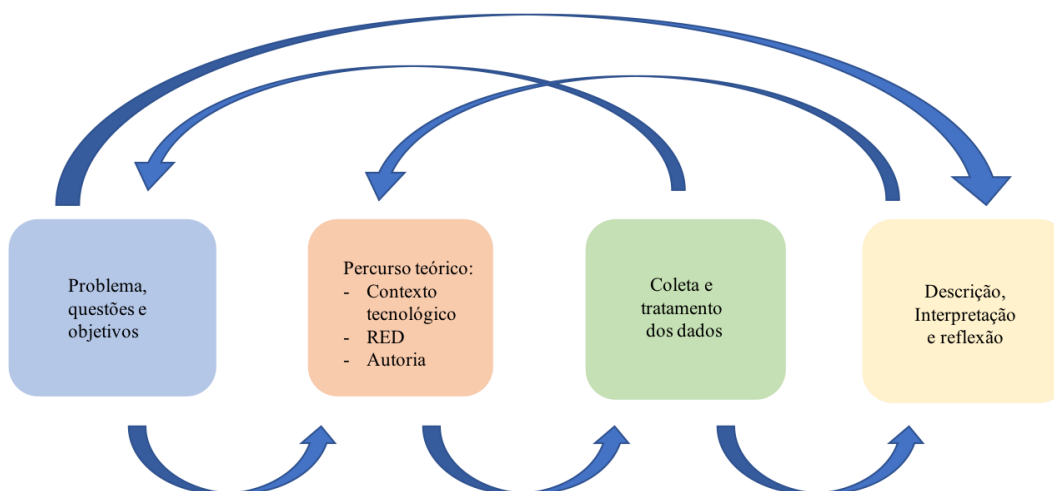 Problema,
questões e
objetivos
Percurso teórico:
- Contexto
tecnológico
- RED
- Autoria
Coleta e
tratamento
dos dados
Descrição,
Interpretação
e reflexão